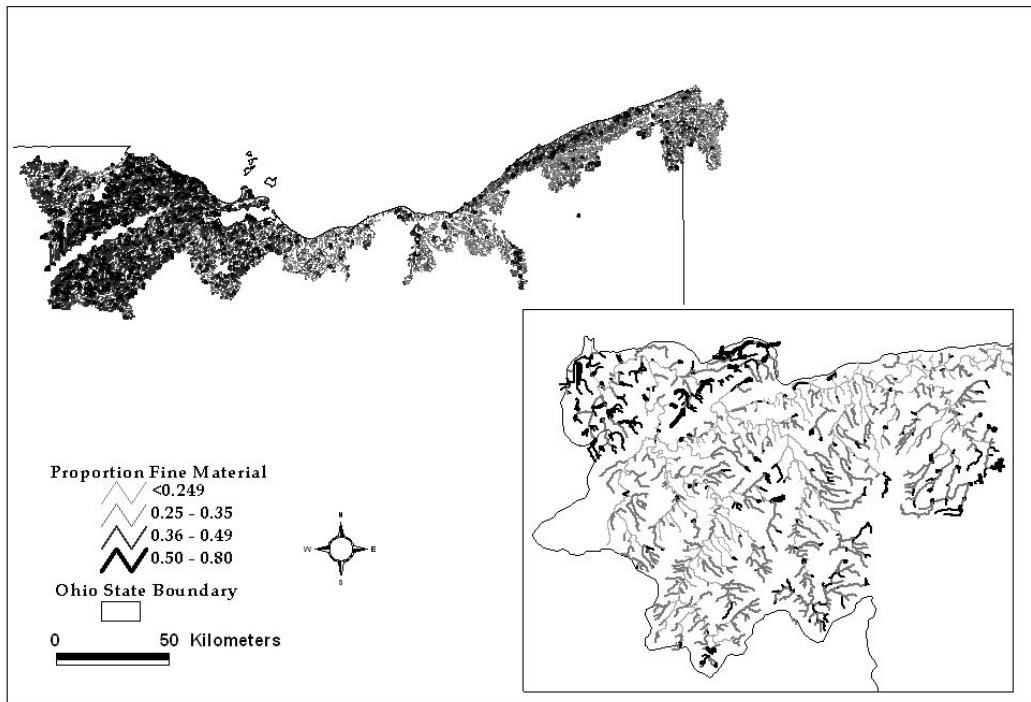 Proportion Fine Material
<0.249
0.25 - 0.35
0.36 - 0.49
0.50 - 0.80
Ohio State Boundary
0 50 Kilometers
N
W E
S